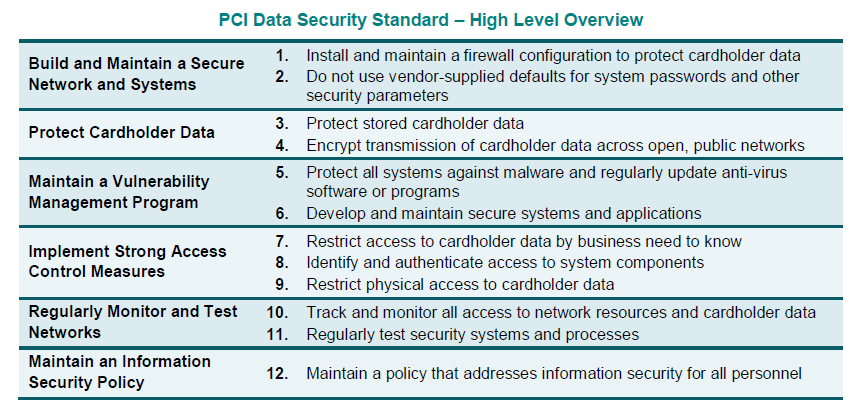 PCI Data Security Standard – High Level Overview
Build and Maintain a Secure
Network and Systems
1. Install and maintain a firewall configuration to protect cardholder data
2. Do not use vendor-supplied defaults for system passwords and other
security parameters
Protect Cardholder Data
3. Protect stored cardholder data
4. Encrypt transmission of cardholder data across open, public networks
Maintain a Vulnerability
Management Program
5. Protect all systems against malware and regularly update anti-virus
software or programs
6. Develop and maintain secure systems and applications
Implement Strong Access
Control Measures
7. Restrict access to cardholder data by business need to know
8. Identify and authenticate access to system components
9. Restrict physical access to cardholder data
Regularly Monitor and Test
Networks
10. Track and monitor all access to network resources and cardholder data
11. Regularly test security systems and processes
Maintain an Information
Security Policy
12. Maintain a policy that addresses information security for all personnel